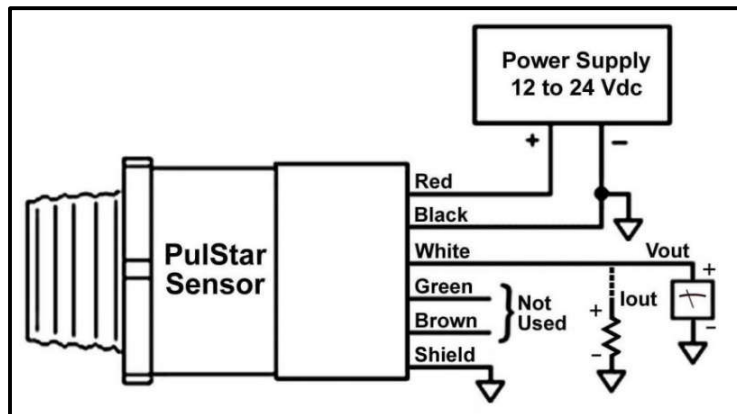 Power Supply
12 to 24 Vdc
+
–
Red
Black
PulStar
Sensor
White
Vout
+
Green
Not
Used
Iout
+
Brown
–
–
Shield